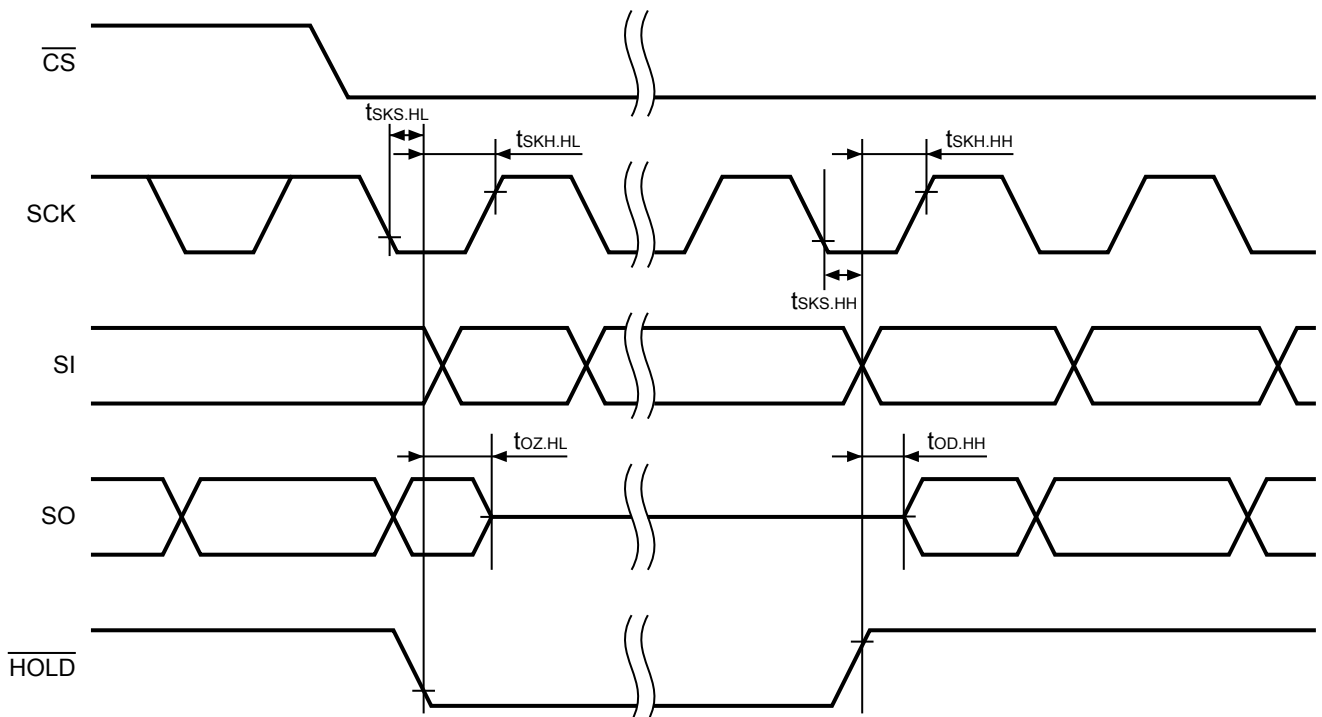 CS
tSKS.HL
tSKH.HL
tSKH.HH
SCK
tSKS.HH
SI
tOZ.HL
tOD.HH
SO
HOLD